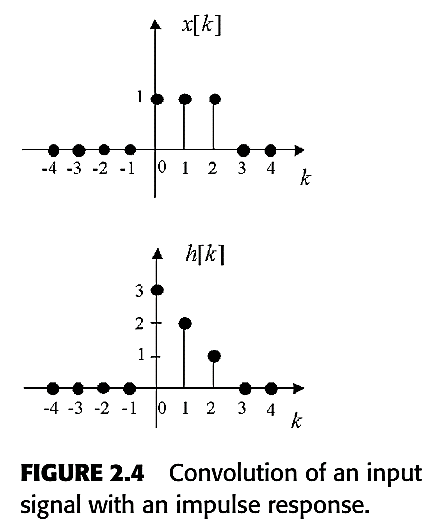 x[k]
1
-4 -3 -2 -1 0 1 2 3 4
k
h[k]
3
2
1
-4 -3 -2 -1 0 1 2 3 4
k
FIGURE 2.4 Convolution of an input
signal with an impulse response.